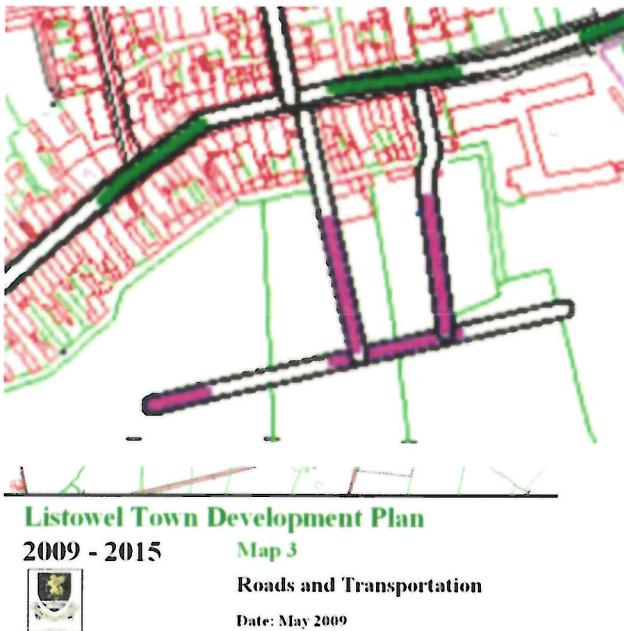 Listowel Town Development Plan
2009 - 2015
Map 3
Roads and Transportation
Date: May 2009